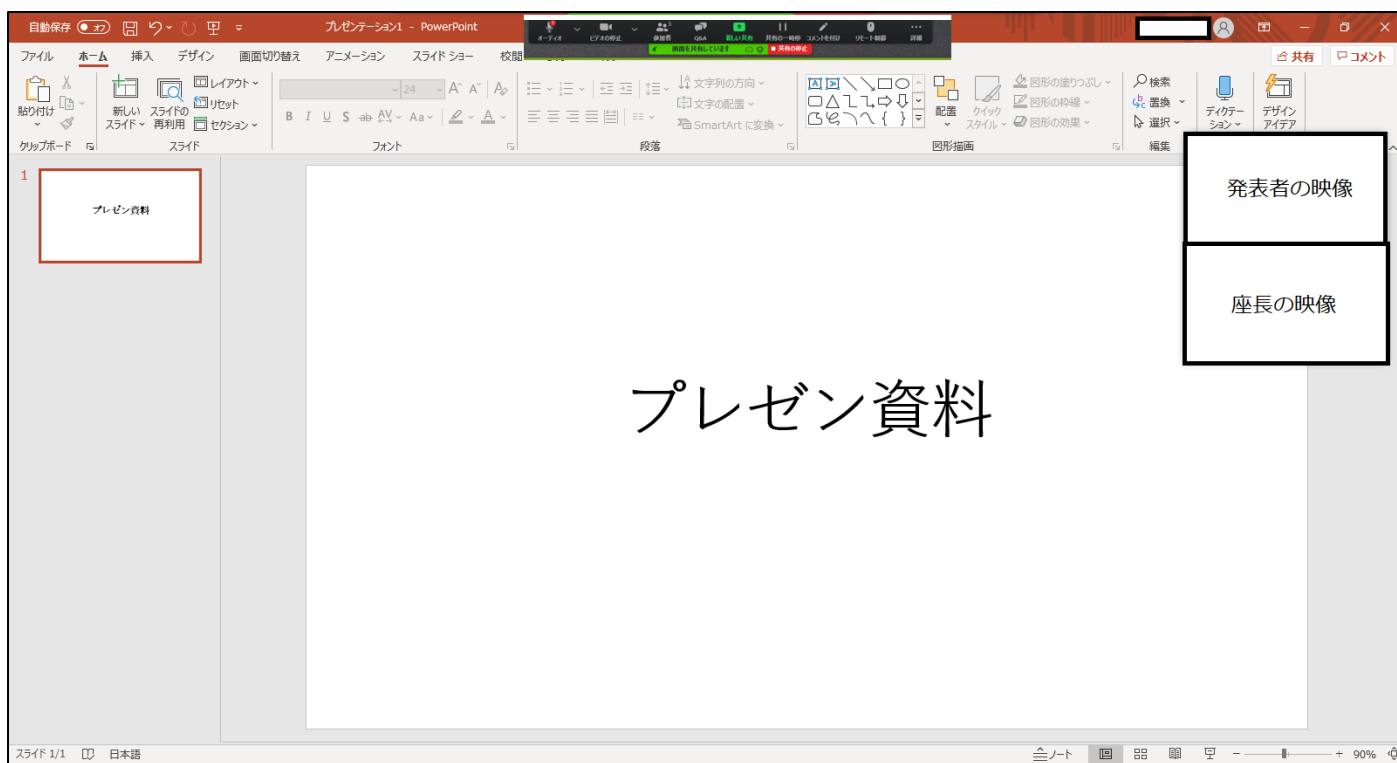 自動保存 オフ プレゼンテーション1 - PowerPoint
オーディオ ビデオの停止 参加者 Q&A 新しい共有 共有の一時停止 コメントを付ける リモート制御 詳細
画面を共有しています 共有の停止
ファイル ホーム 挿入 デザイン 画面切り替え アニメーション スライド ショー 校閲 共有 コメント
貼り付け
新しいスライド
スライドの再利用
レイアウト
リセット
セクション
24
B I U S ab AV Aa A
文字列の方向
文字の配置
SmartArt に変換
配置
クイックスタイル
図形の塗りつぶし
図形の枠線
図形の効果
検索
置換
選択
ディクテーション
デザインアイデア
クリップボード スライド フォント 段落 図形描画 編集
1
プレゼン資料
発表者の映像
座長の映像
プレゼン資料
スライド 1/1 日本語 ノート 90%